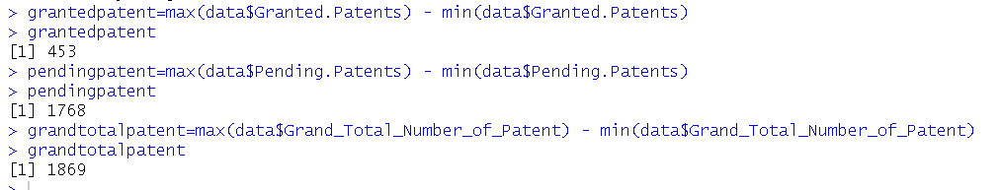 > grantedpatent=max(data$Granted.Patents) - min(data$Granted.Patents)
> grantedpatent
[1] 453
> pendingpatent=max(data$Pending.Patents) - min(data$Pending.Patents)
> pendingpatent
[1] 1768
> grandtotalpatent=max(data$Grand_Total_Number_of_Patent) - min(data$Grand_Total_Number_of_Patent)
> grandtotalpatent
[1] 1869
>